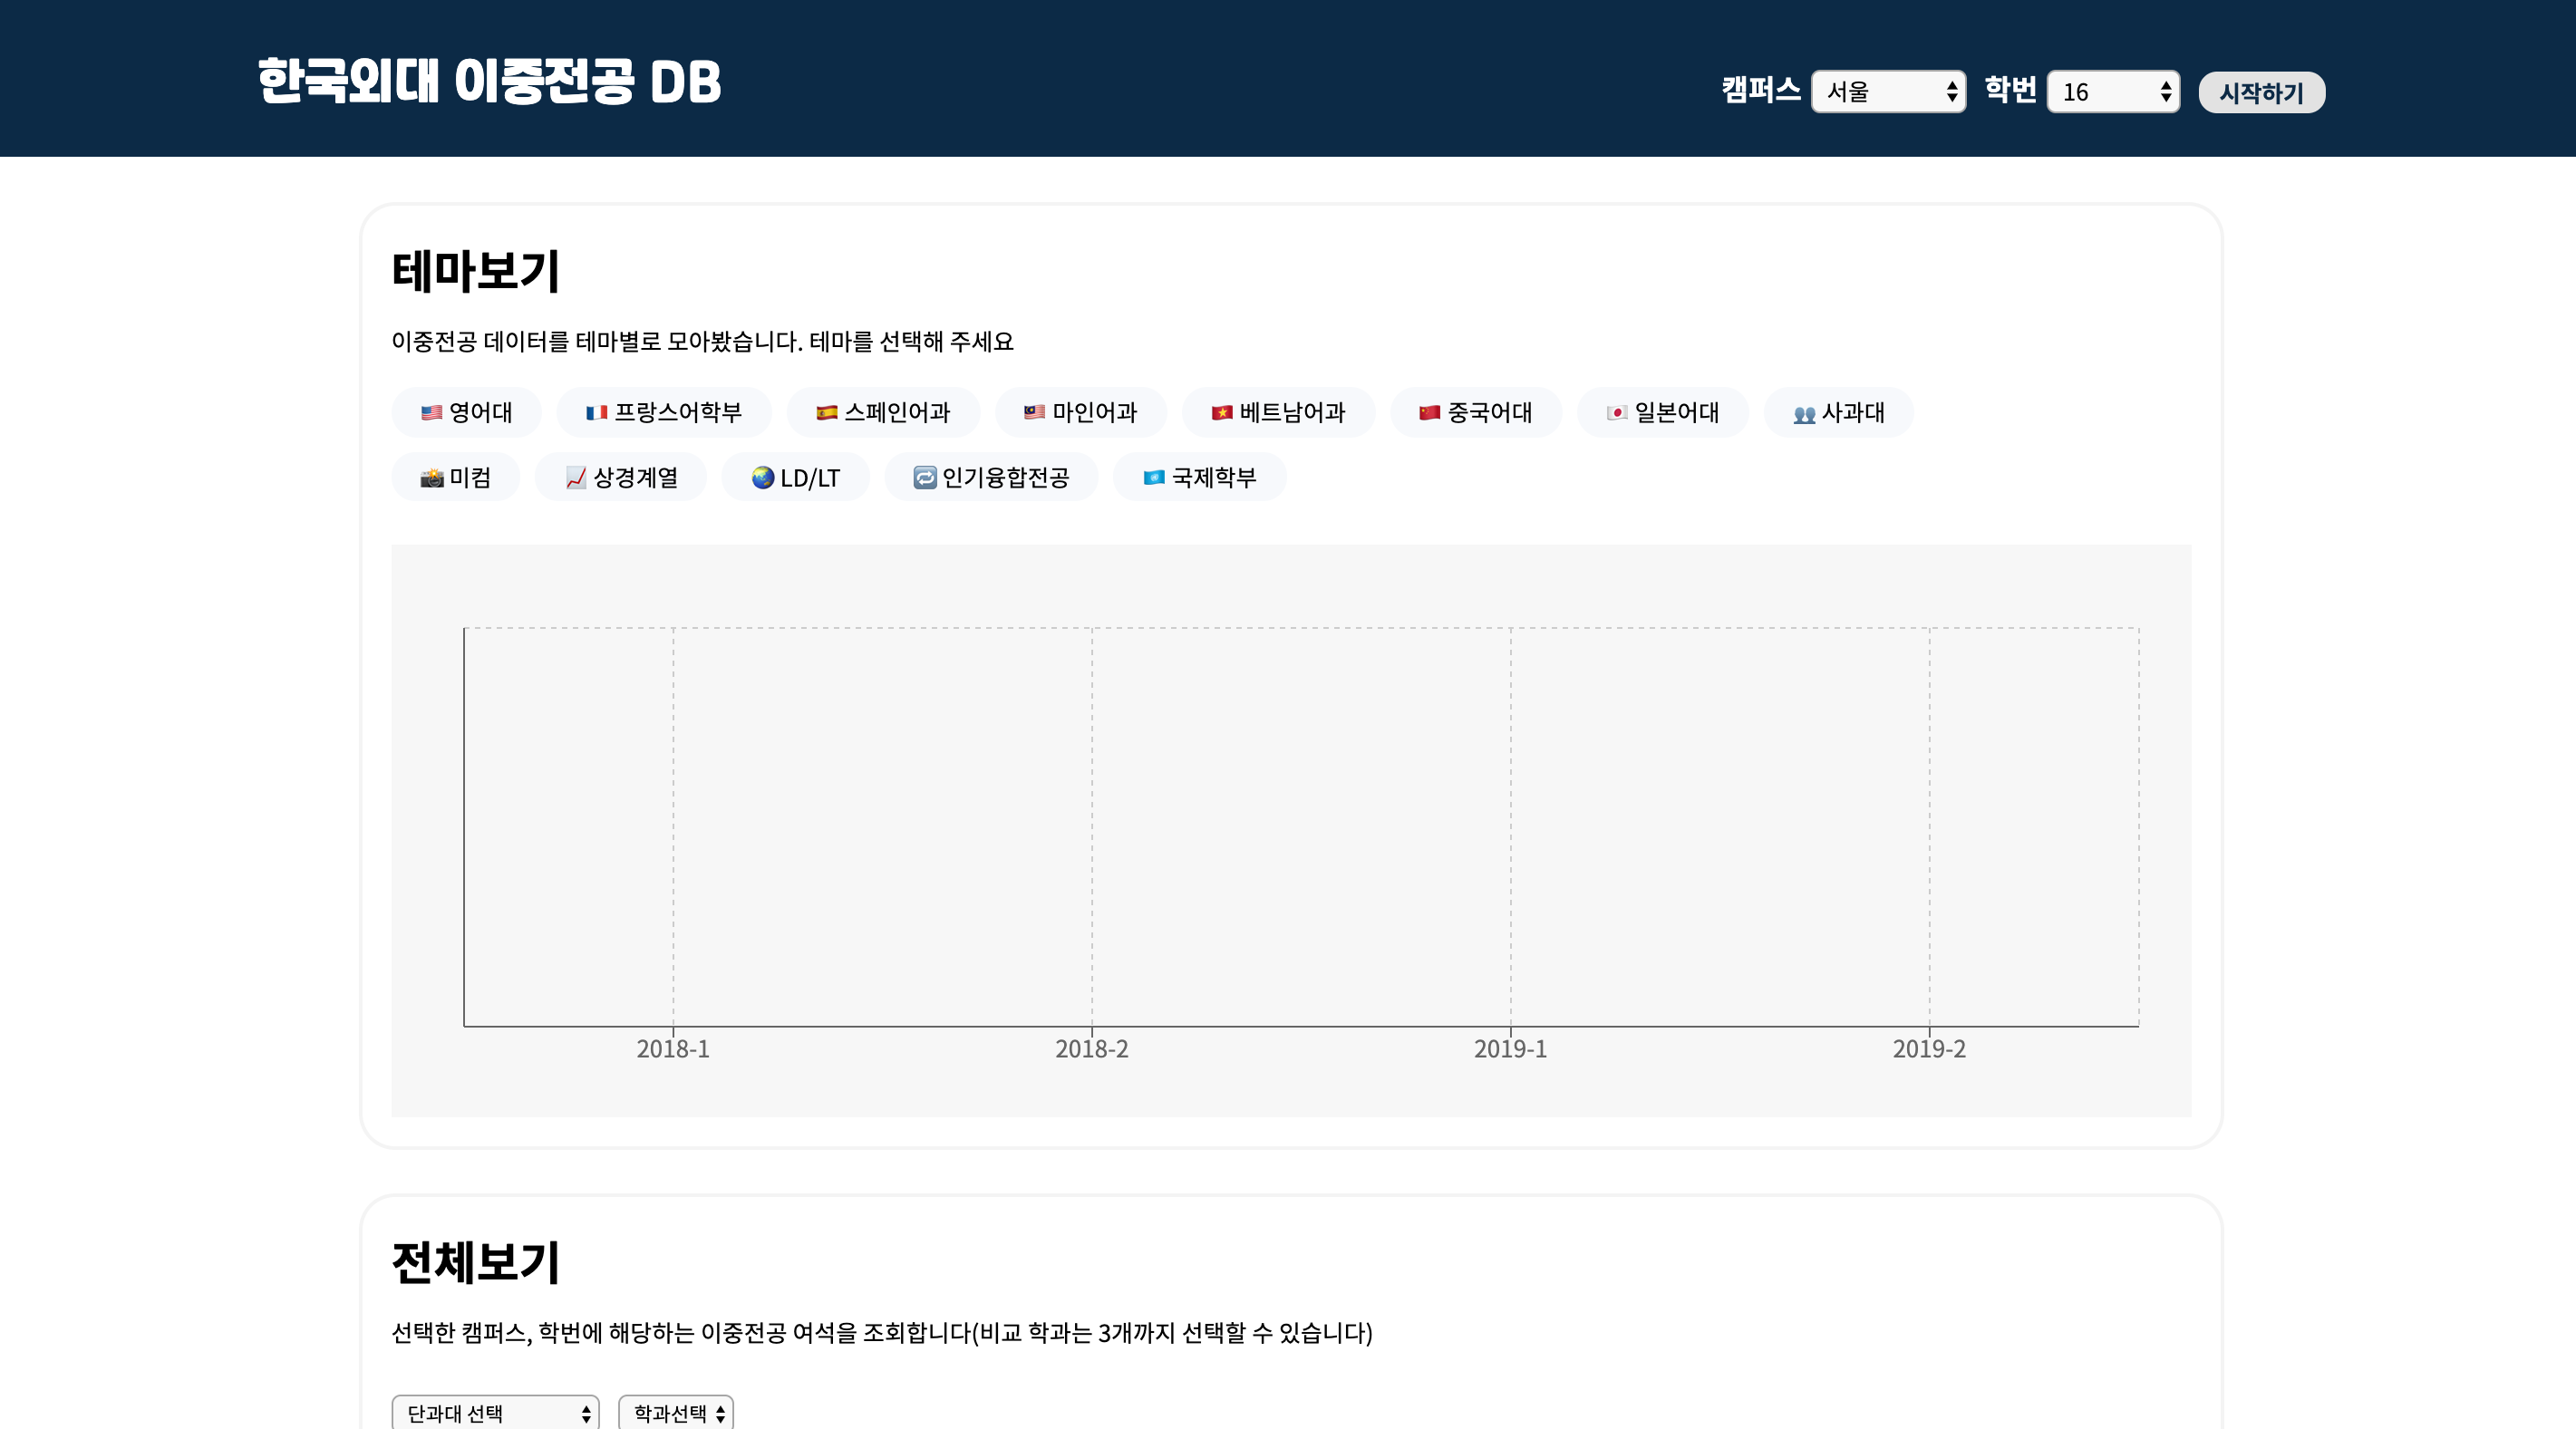 한국외대 이중전공 DB
캠퍼스 서울 학번 16 시작하기
테마보기
이중전공 데이터를 테마별로 모아봤습니다. 테마를 선택해 주세요
영어대 프랑스어학부 스페인어과 마인어과 베트남어과 중국어대 일본어대 사과대
미컴 상경계열 LD/LT 인기융합전공 국제학부
2018-1 2018-2 2019-1 2019-2
전체보기
선택한 캠퍼스, 학번에 해당하는 이중전공 여석을 조회합니다(비교 학과는 3개까지 선택할 수 있습니다)
단과대 선택 학과선택